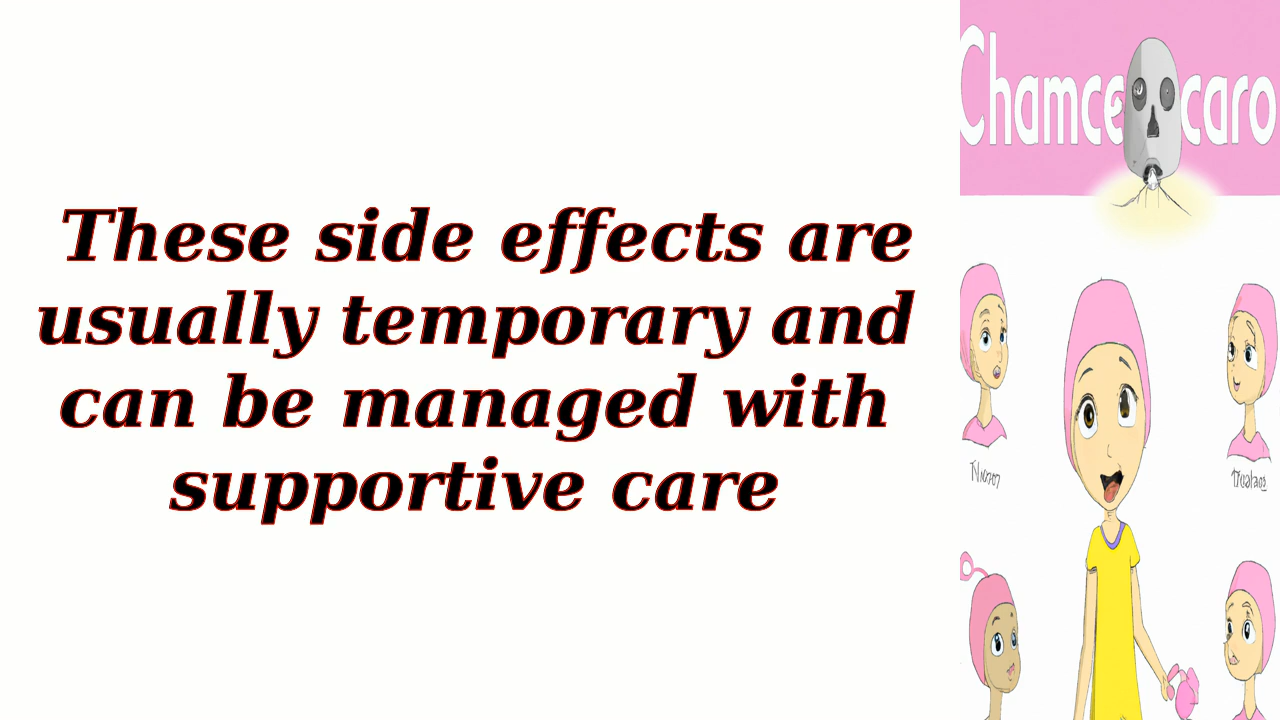 These side effects are
usually temporary and
can be managed with
supportive care
Chamce caro